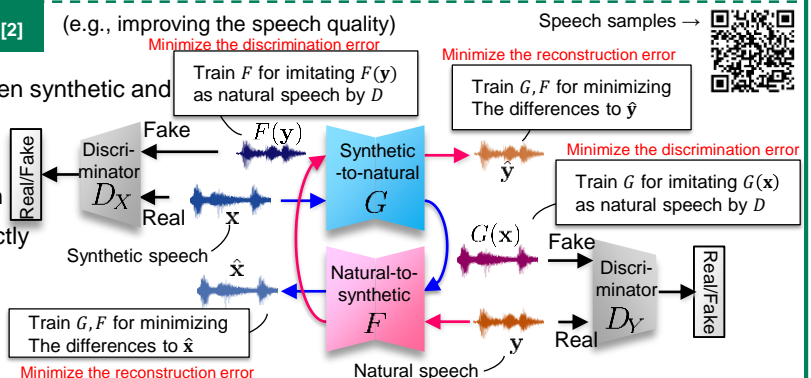 [2]
(e.g., improving the speech quality)
Speech samples →
Minimize the discrimination error
Minimize the reconstruction error
en synthetic and
Train F for imitating F(y)
as natural speech by D
Train G, F for minimizing
The differences to ŷ
Real/Fake
Discri-
minator
D_X
Fake
Real
F(y)
x
Synthetic speech
ctly
Synthetic
-to-natural
G
ŷ
Minimize the discrimination error
Train G for imitating G(x)
as natural speech by D
x̂
Natural-to-
synthetic
F
G(x)
Fake
Real
y
Natural speech
Discri-
minator
D_Y
Real/Fake
Train G, F for minimizing
The differences to x̂
Minimize the reconstruction error